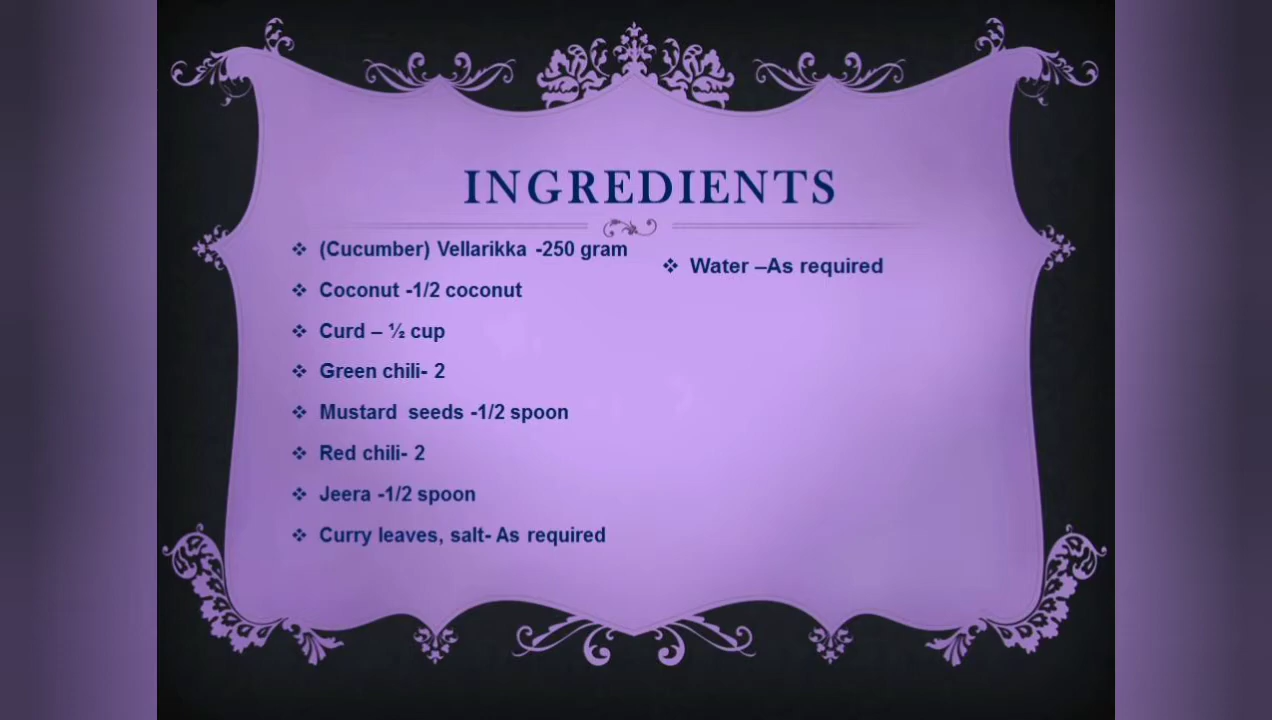 INGREDIENTS
(Cucumber) Vellarikka -250 gram
Coconut -1/2 coconut
Curd – ½ cup
Green chili- 2
Mustard seeds -1/2 spoon
Red chili- 2
Jeera -1/2 spoon
Curry leaves, salt- As required
Water –As required